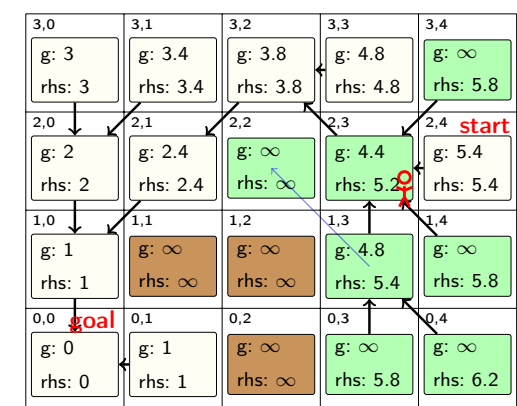 3,0 3,1 3,2 3,3 3,4
g: 3 g: 3.4 g: 3.8 g: 4.8 g: ∞
rhs: 3 rhs: 3.4 rhs: 3.8 rhs: 4.8 rhs: 5.8
2,0 2,1 2,2 2,3 2,4 start
g: 2 g: 2.4 g: ∞ g: 4.4 g: 5.4
rhs: 2 rhs: 2.4 rhs: ∞ rhs: 5.2 rhs: 5.4
1,0 1,1 1,2 1,3 1,4
g: 1 g: ∞ g: ∞ g: 4.8 g: ∞
rhs: 1 rhs: ∞ rhs: ∞ rhs: 5.4 rhs: 5.8
0,0 goal 0,1 0,2 0,3 0,4
g: 0 g: 1 g: ∞ g: ∞ g: ∞
rhs: 0 rhs: 1 rhs: ∞ rhs: 5.8 rhs: 6.2